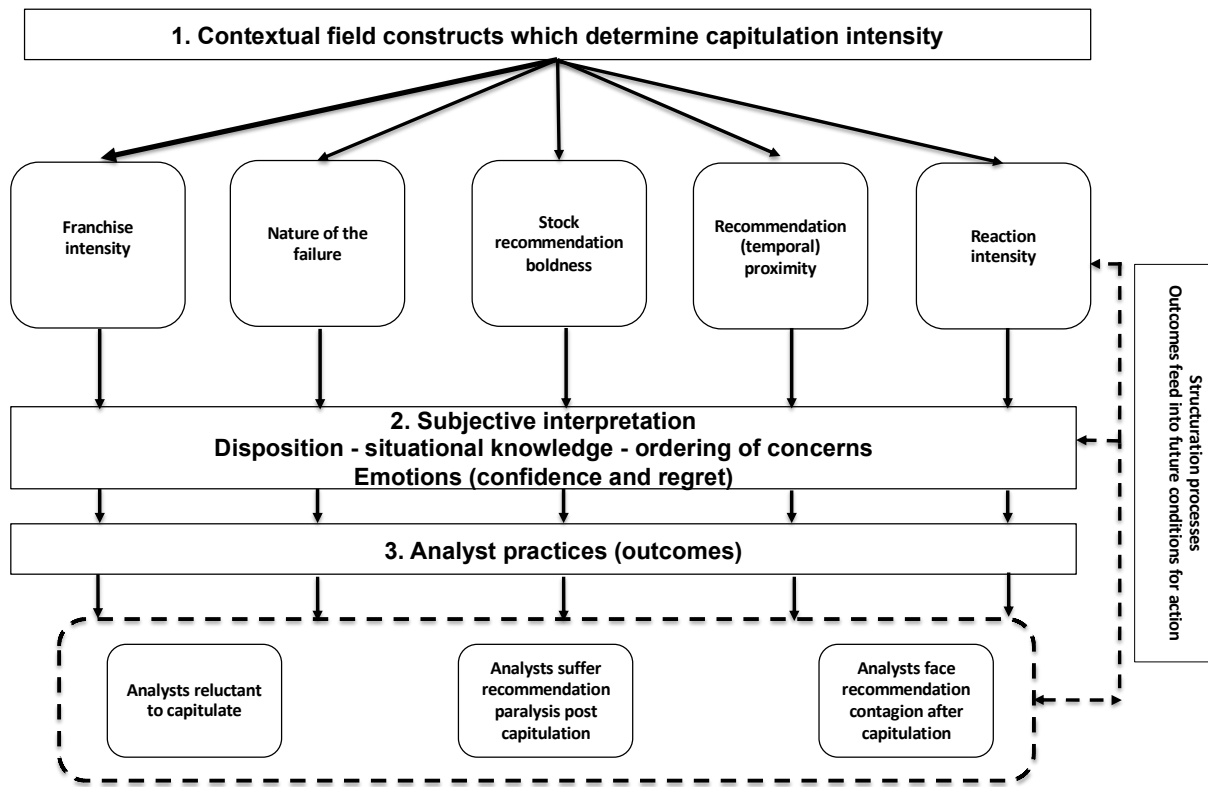 1. Contextual field constructs which determine capitulation intensity
Franchise
intensity
Nature of the
failure
Stock
recommendation
boldness
Recommendation
(temporal)
proximity
Reaction
intensity
Structuration processes
Outcomes feed into future conditions for action
2. Subjective interpretation
Disposition - situational knowledge - ordering of concerns
Emotions (confidence and regret)
3. Analyst practices (outcomes)
Analysts reluctant
to capitulate
Analysts suffer
recommendation
paralysis post
capitulation
Analysts face
recommendation
contagion after
capitulation